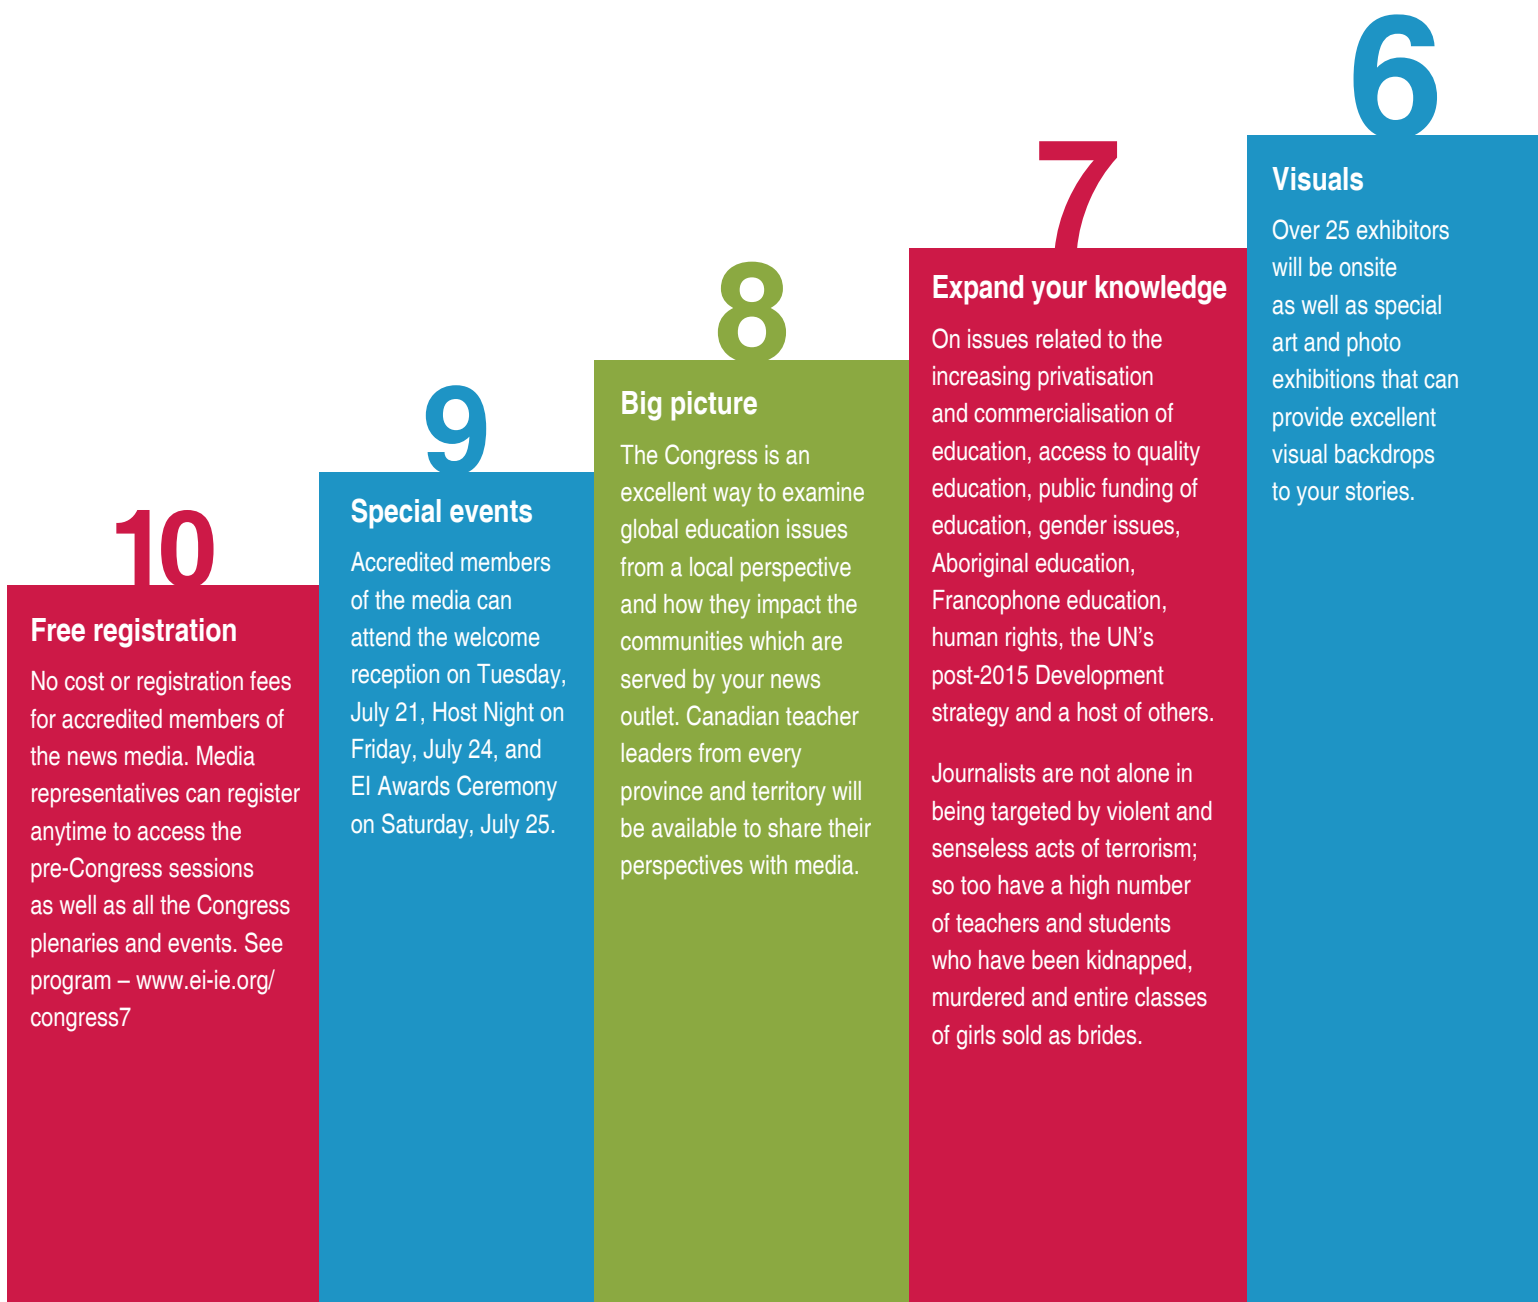 10
Free registration
No cost or registration fees
for accredited members of
the news media. Media
representatives can register
anytime to access the
pre-Congress sessions
as well as all the Congress
plenaries and events. See
program – www.ei-ie.org/
congress7
9
Special events
Accredited members
of the media can
attend the welcome
reception on Tuesday,
July 21, Host Night on
Friday, July 24, and
EI Awards Ceremony
on Saturday, July 25.
8
Big picture
The Congress is an
excellent way to examine
global education issues
from a local perspective
and how they impact the
communities which are
served by your news
outlet. Canadian teacher
leaders from every
province and territory will
be available to share their
perspectives with media.
7
Expand your knowledge
On issues related to the
increasing privatisation
and commercialisation of
education, access to quality
education, public funding of
education, gender issues,
Aboriginal education,
Francophone education,
human rights, the UN’s
post-2015 Development
strategy and a host of others.
Journalists are not alone in
being targeted by violent and
senseless acts of terrorism;
so too have a high number
of teachers and students
who have been kidnapped,
murdered and entire classes
of girls sold as brides.
6
Visuals
Over 25 exhibitors
will be onsite
as well as special
art and photo
exhibitions that can
provide excellent
visual backdrops
to your stories.